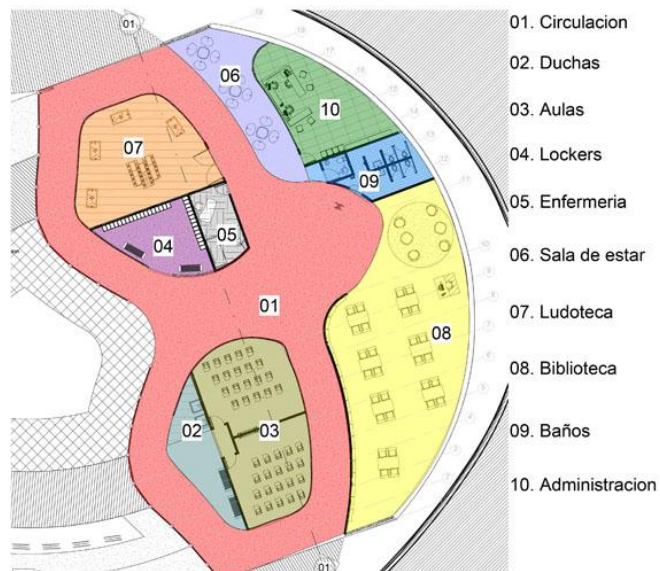 01
06
10
07
09
05
04
01
08
02
03
01
01. Circulacion
02. Duchas
03. Aulas
04. Lockers
05. Enfermeria
06. Sala de estar
07. Ludoteca
08. Biblioteca
09. Baños
10. Administracion